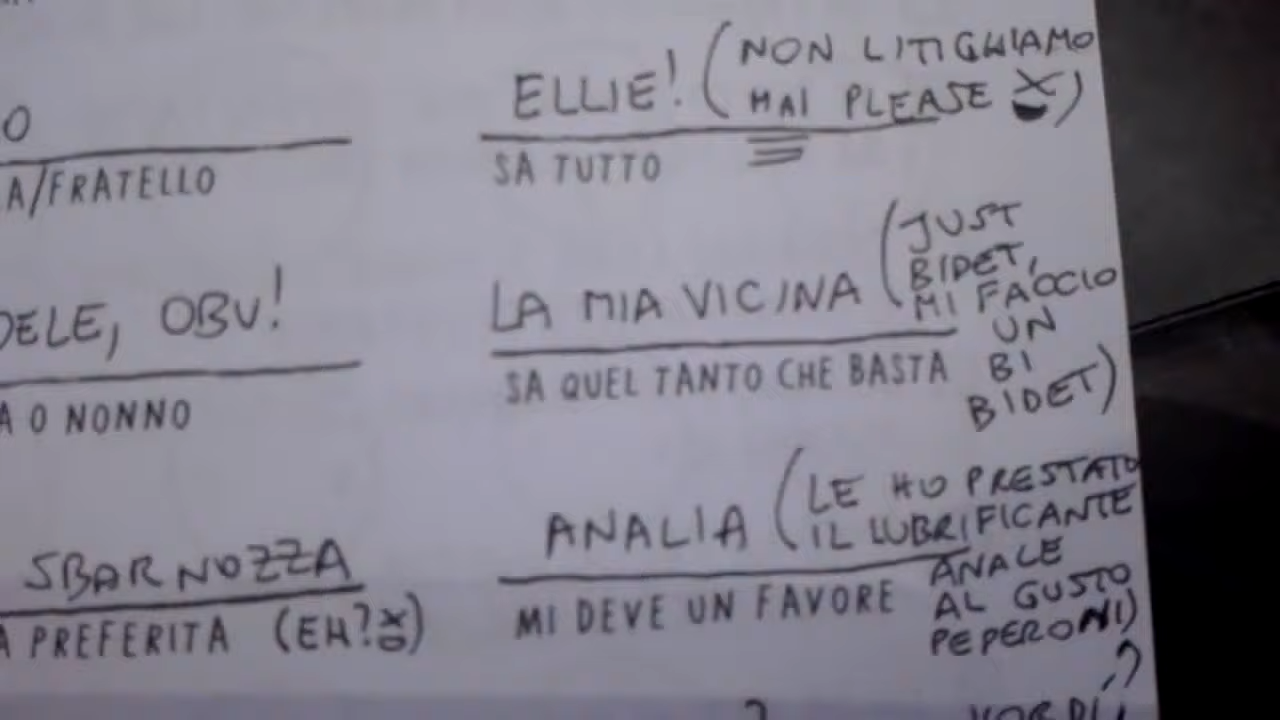 ELLIE! (NON LITIGHIAMO
MAI PLEASE
SA TUTTO
O
A/FRATELLO
LA MIA VICINA (JUST
BIDET,
MI FACCIO
UN
BI
BIDET)
SA QUEL TANTO CHE BASTA
DELE, OBV!
A O NONNO
ANALIA (LE HO PRESTATO
IL LUBRIFICANTE
ANALE
AL GUSTO
PEPERONI)
MI DEVE UN FAVORE
SBARNOZZA
A PREFERITA (EH?